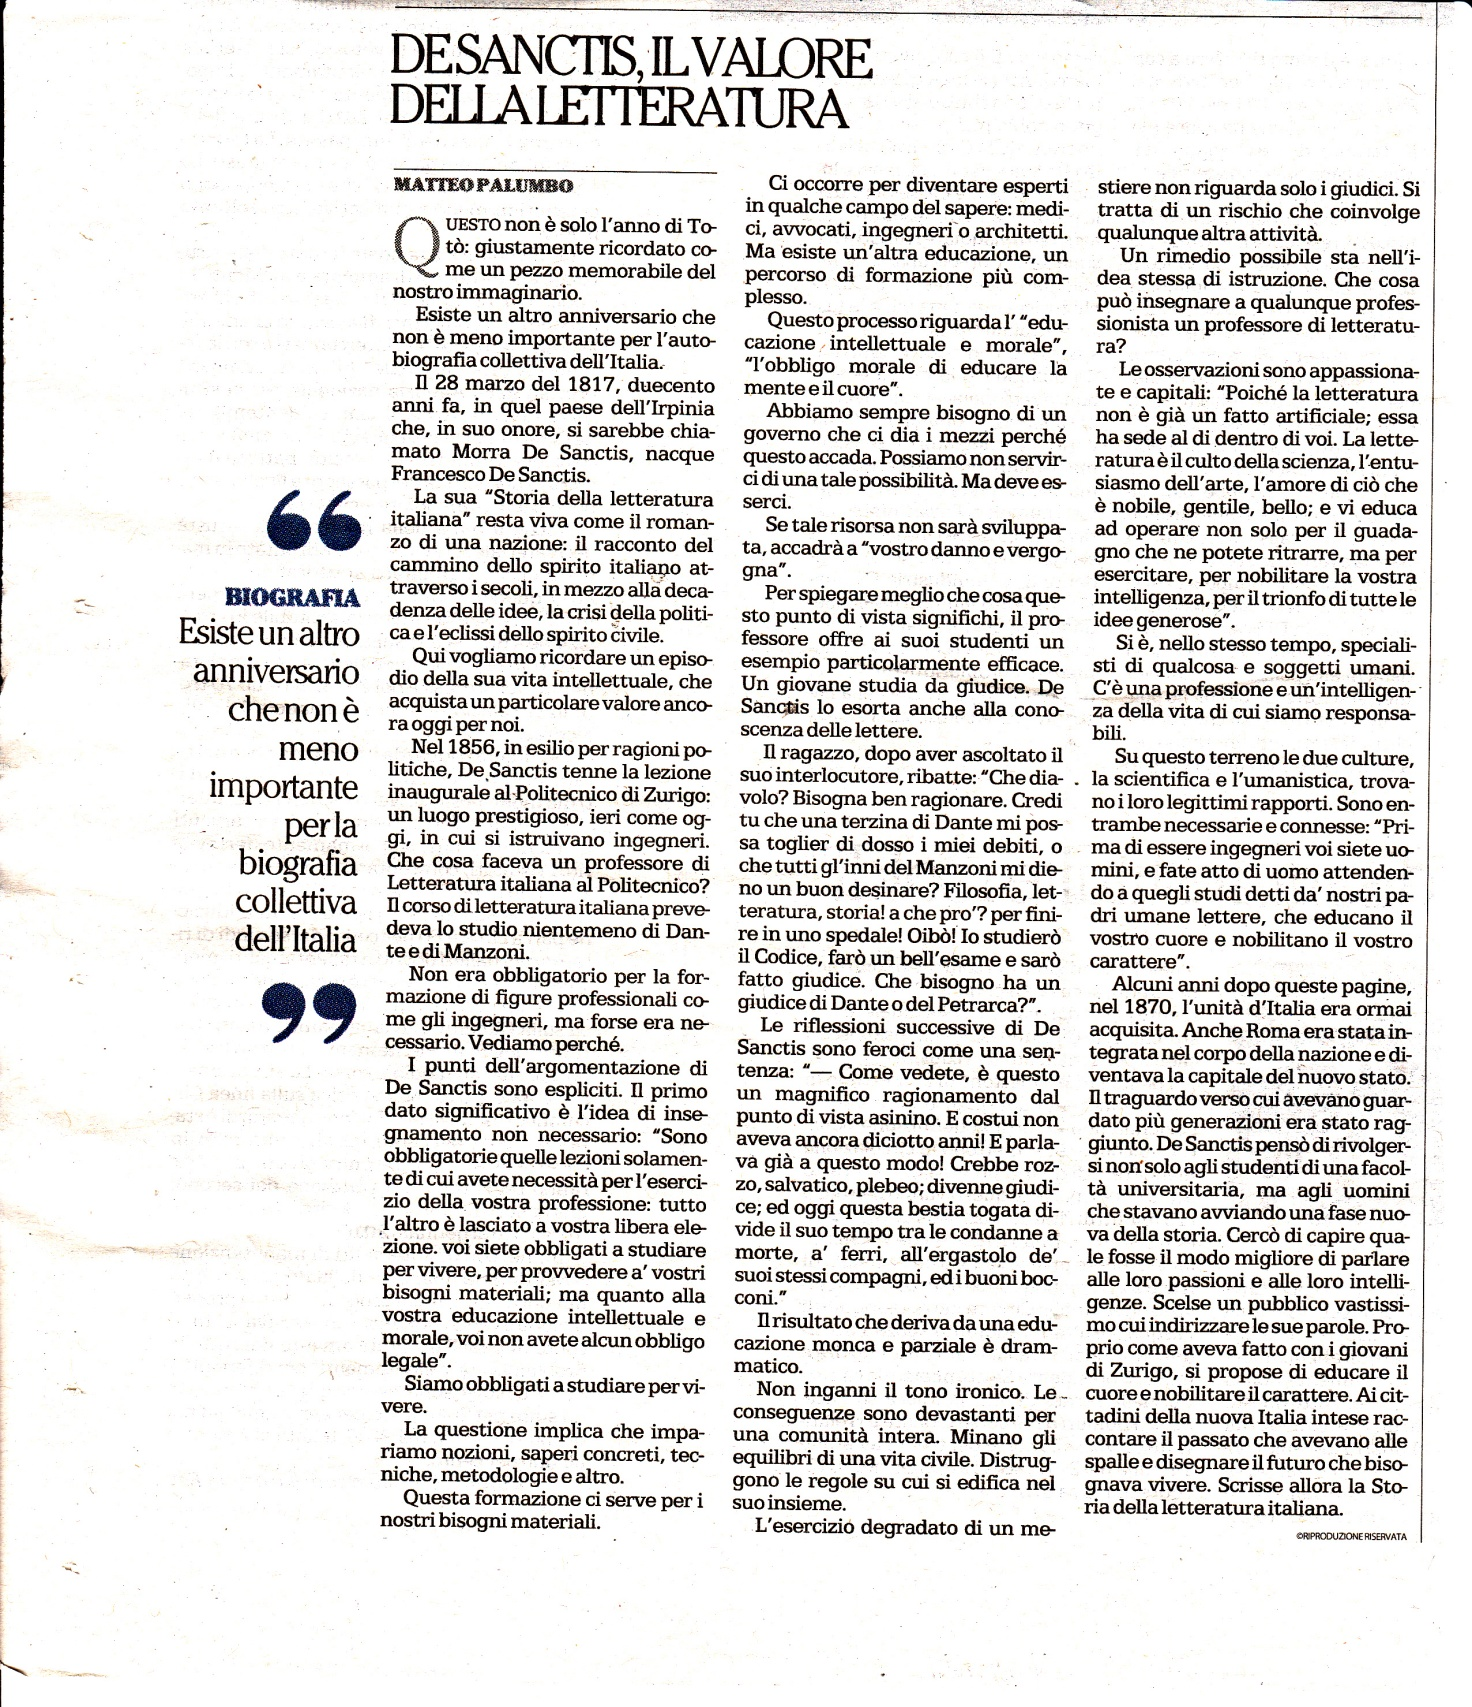 DE SANCTIS, IL VALORE
DELLA LETTERATURA
MATTEO PALUMBO
QUESTO non è solo l'anno di To-
tò: giustamente ricordato co-
me un pezzo memorabile del
nostro immaginario.
Esiste un altro anniversario che
non è meno importante per l'auto-
biografia collettiva dell'Italia.
Il 28 marzo del 1817, duecento
anni fa, in quel paese dell'Irpinia
che, in suo onore, si sarebbe chia-
mato Morra De Sanctis, nacque
Francesco De Sanctis.
La sua "Storia della letteratura
italiana" resta viva come il roman-
zo di una nazione: il racconto del
cammino dello spirito italiano at-
traverso i secoli, in mezzo alla deca-
denza delle idee, la crisi della politi-
ca e l'eclissi dello spirito civile.
Qui vogliamo ricordare un episo-
dio della sua vita intellettuale, che
acquista un particolare valore anco-
ra oggi per noi.
Nel 1856, in esilio per ragioni po-
litiche, De Sanctis tenne la lezione
inaugurale al Politecnico di Zurigo:
un luogo prestigioso, ieri come og-
gi, in cui si istruivano ingegneri.
Che cosa faceva un professore di
Letteratura italiana al Politecnico?
Il corso di letteratura italiana preve-
deva lo studio nientemeno di Dan-
te e di Manzoni.
Non era obbligatorio per la for-
mazione di figure professionali co-
me gli ingegneri, ma forse era ne-
cessario. Vediamo perché.
I punti dell'argomentazione di
De Sanctis sono espliciti. Il primo
dato significativo è l'idea di inse-
gnamento non necessario: "Sono
obbligatorie quelle lezioni solamen-
te di cui avete necessità per l'eserci-
zio della vostra professione: tutto
l'altro è lasciato a vostra libera ele-
zione. voi siete obbligati a studiare
per vivere, per provvedere a' vostri
bisogni materiali; ma quanto alla
vostra educazione intellettuale e
morale, voi non avete alcun obbligo
legale".
Siamo obbligati a studiare per vi-
vere.
La questione implica che impa-
riamo nozioni, saperi concreti, tec-
niche, metodologie e altro.
Questa formazione ci serve per i
nostri bisogni materiali.
Ci occorre per diventare esperti
in qualche campo del sapere: medi-
ci, avvocati, ingegneri o architetti.
Ma esiste un'altra educazione, un
percorso di formazione più com-
plesso.
Questo processo riguarda l' "edu-
cazione intellettuale e morale",
"l'obbligo morale di educare la
mente e il cuore".
Abbiamo sempre bisogno di un
governo che ci dia i mezzi perché
questo accada. Possiamo non servir-
ci di una tale possibilità. Ma deve es-
serci.
Se tale risorsa non sarà sviluppa-
ta, accadrà a "vostro danno e vergo-
gna".
Per spiegare meglio che cosa que-
sto punto di vista significhi, il pro-
fessore offre ai suoi studenti un
esempio particolarmente efficace.
Un giovane studia da giudice. De
Sanctis lo esorta anche alla cono-
scenza delle lettere.
Il ragazzo, dopo aver ascoltato il
suo interlocutore, ribatte: "Che dia-
volo? Bisogna ben ragionare. Credi
tu che una terzina di Dante mi pos-
sa toglier di dosso i miei debiti, o
che tutti gl'inni del Manzoni mi die-
no un buon desinare? Filosofia, let-
teratura, storia! a che pro'? per fini-
re in uno spedale! Oibò! Io studierò
il Codice, farò un bell'esame e sarò
fatto giudice. Che bisogno ha un
giudice di Dante o del Petrarca?".
Le riflessioni successive di De
Sanctis sono feroci come una sen-
tenza: "— Come vedete, è questo
un magnifico ragionamento dal
punto di vista asinino. E costui non
aveva ancora diciotto anni! E parla-
va già a questo modo! Crebbe roz-
zo, salvatico, plebeo; divenne giudi-
ce; ed oggi questa bestia togata di-
vide il suo tempo tra le condanne a
morte, a' ferri, all'ergastolo de'
suoi stessi compagni, ed i buoni boc-
coni."
Il risultato che deriva da una edu-
cazione monca e parziale è dram-
matico.
Non inganni il tono ironico. Le
conseguenze sono devastanti per
una comunità intera. Minano gli
equilibri di una vita civile. Distrug-
gono le regole su cui si edifica nel
suo insieme.
L'esercizio degradato di un me-
stiere non riguarda solo i giudici. Si
tratta di un rischio che coinvolge
qualunque altra attività.
Un rimedio possibile sta nell'i-
dea stessa di istruzione. Che cosa
può insegnare a qualunque profes-
sionista un professore di letteratu-
ra?
Le osservazioni sono appassiona-
te e capitali: "Poiché la letteratura
non è già un fatto artificiale; essa
ha sede al di dentro di voi. La lette-
ratura è il culto della scienza, l'entu-
siasmo dell'arte, l'amore di ciò che
è nobile, gentile, bello; e vi educa
ad operare non solo per il guada-
gno che ne potete ritrarre, ma per
esercitare, per nobilitare la vostra
intelligenza, per il trionfo di tutte le
idee generose".
Si è, nello stesso tempo, speciali-
sti di qualcosa e soggetti umani.
C'è una professione e un'intelligen-
za della vita di cui siamo responsa-
bili.
Su questo terreno le due culture,
la scientifica e l'umanistica, trova-
no i loro legittimi rapporti. Sono en-
trambe necessarie e connesse: "Pri-
ma di essere ingegneri voi siete uo-
mini, e fate atto di uomo attenden-
do a quegli studi detti da' nostri pa-
dri umane lettere, che educano il
vostro cuore e nobilitano il vostro
carattere".
Alcuni anni dopo queste pagine,
nel 1870, l'unità d'Italia era ormai
acquisita. Anche Roma era stata in-
tegrata nel corpo della nazione e di-
ventava la capitale del nuovo stato.
Il traguardo verso cui avevano guar-
dato più generazioni era stato rag-
giunto. De Sanctis pensò di rivolger-
si non solo agli studenti di una facol-
tà universitaria, ma agli uomini
che stavano avviando una fase nuo-
va della storia. Cercò di capire qua-
le fosse il modo migliore di parlare
alle loro passioni e alle loro intelli-
genze. Scelse un pubblico vastissi-
mo cui indirizzare le sue parole. Pro-
prio come aveva fatto con i giovani
di Zurigo, si propose di educare il
cuore e nobilitare il carattere. Ai cit-
tadini della nuova Italia intese rac-
contare il passato che avevano alle
spalle e disegnare il futuro che biso-
gnava vivere. Scrisse allora la Sto-
ria della letteratura italiana.
©RIPRODUZIONE RISERVATA
“
BIOGRAFIA
Esiste un altro
anniversario
che non è
meno
importante
per la
biografia
collettiva
dell'Italia
”